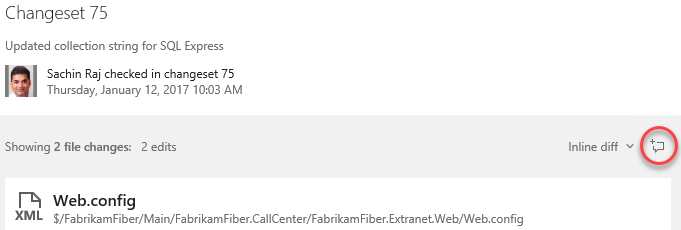 Changeset 75
Updated collection string for SQL Express
Sachin Raj checked in changeset 75
Thursday, January 12, 2017 10:03 AM
Showing 2 file changes: 2 edits
Inline diff
XML
Web.config
$/FabrikamFiber/Main/FabrikamFiber.CallCenter/FabrikamFiber.Extranet.Web/Web.config